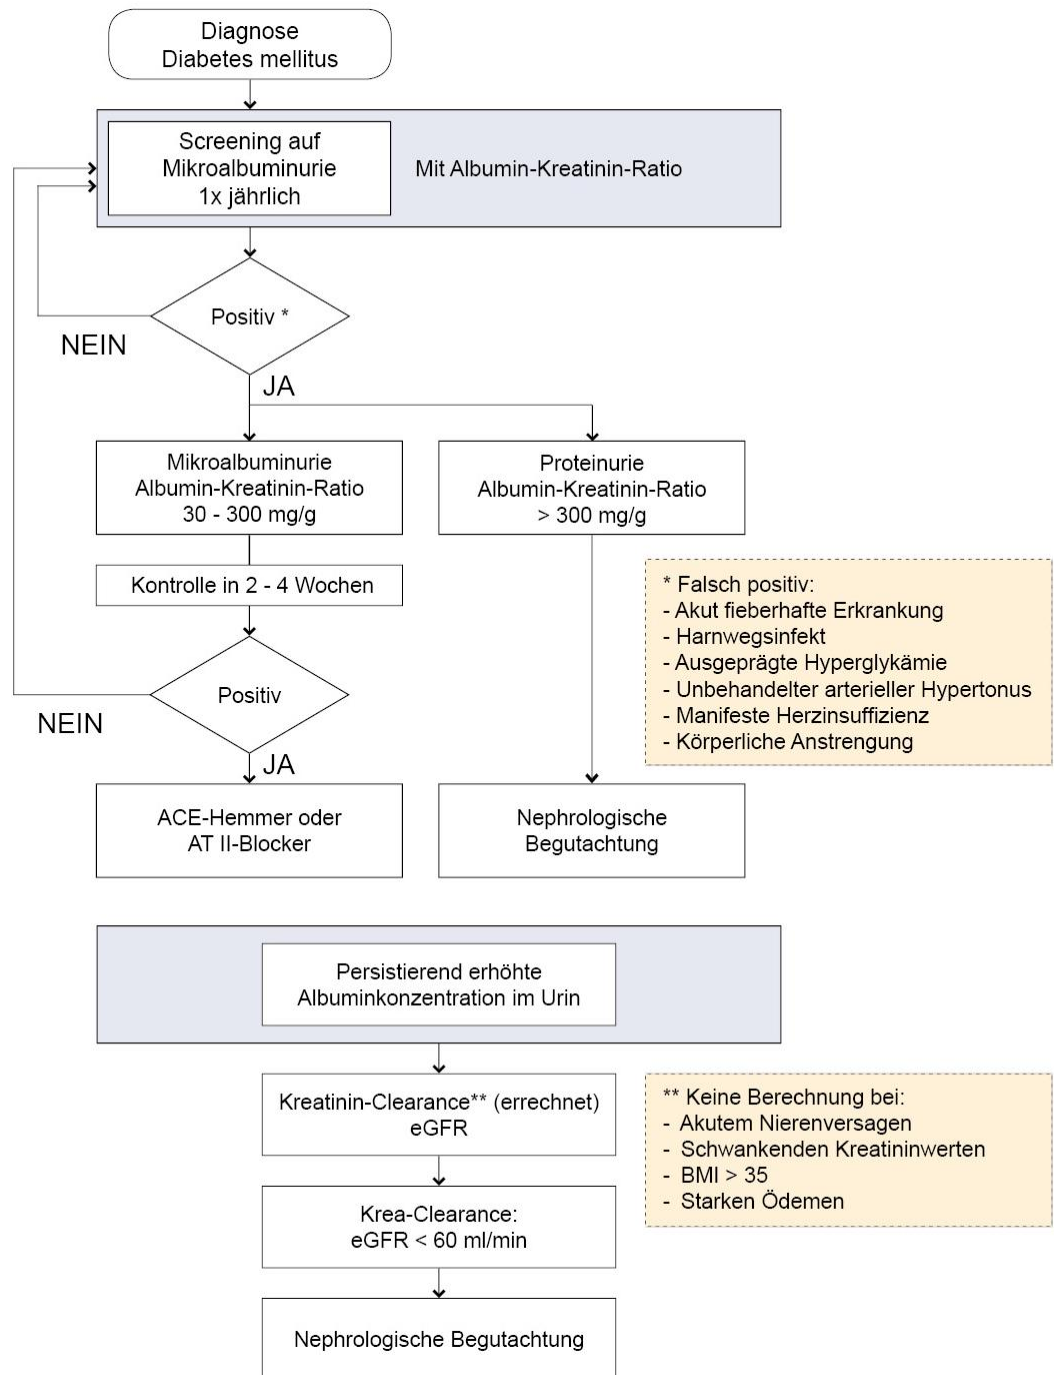 Diagnose
Diabetes mellitus
Screening auf
Mikroalbuminurie
1x jährlich
Mit Albumin-Kreatinin-Ratio
Positiv *
NEIN
JA
Mikroalbuminurie
Albumin-Kreatinin-Ratio
30 - 300 mg/g
Proteinurie
Albumin-Kreatinin-Ratio
> 300 mg/g
Kontrolle in 2 - 4 Wochen
* Falsch positiv:
- Akut fieberhafte Erkrankung
- Harnwegsinfekt
- Ausgeprägte Hyperglykämie
- Unbehandelter arterieller Hypertonus
- Manifeste Herzinsuffizienz
- Körperliche Anstrengung
Positiv
NEIN
JA
ACE-Hemmer oder
AT II-Blocker
Nephrologische
Begutachtung
Persistierend erhöhte
Albuminkonzentration im Urin
Kreatinin-Clearance** (errechnet)
eGFR
** Keine Berechnung bei:
- Akutem Nierenversagen
- Schwankenden Kreatininwerten
- BMI > 35
- Starken Ödemen
Krea-Clearance:
eGFR < 60 ml/min
Nephrologische Begutachtung